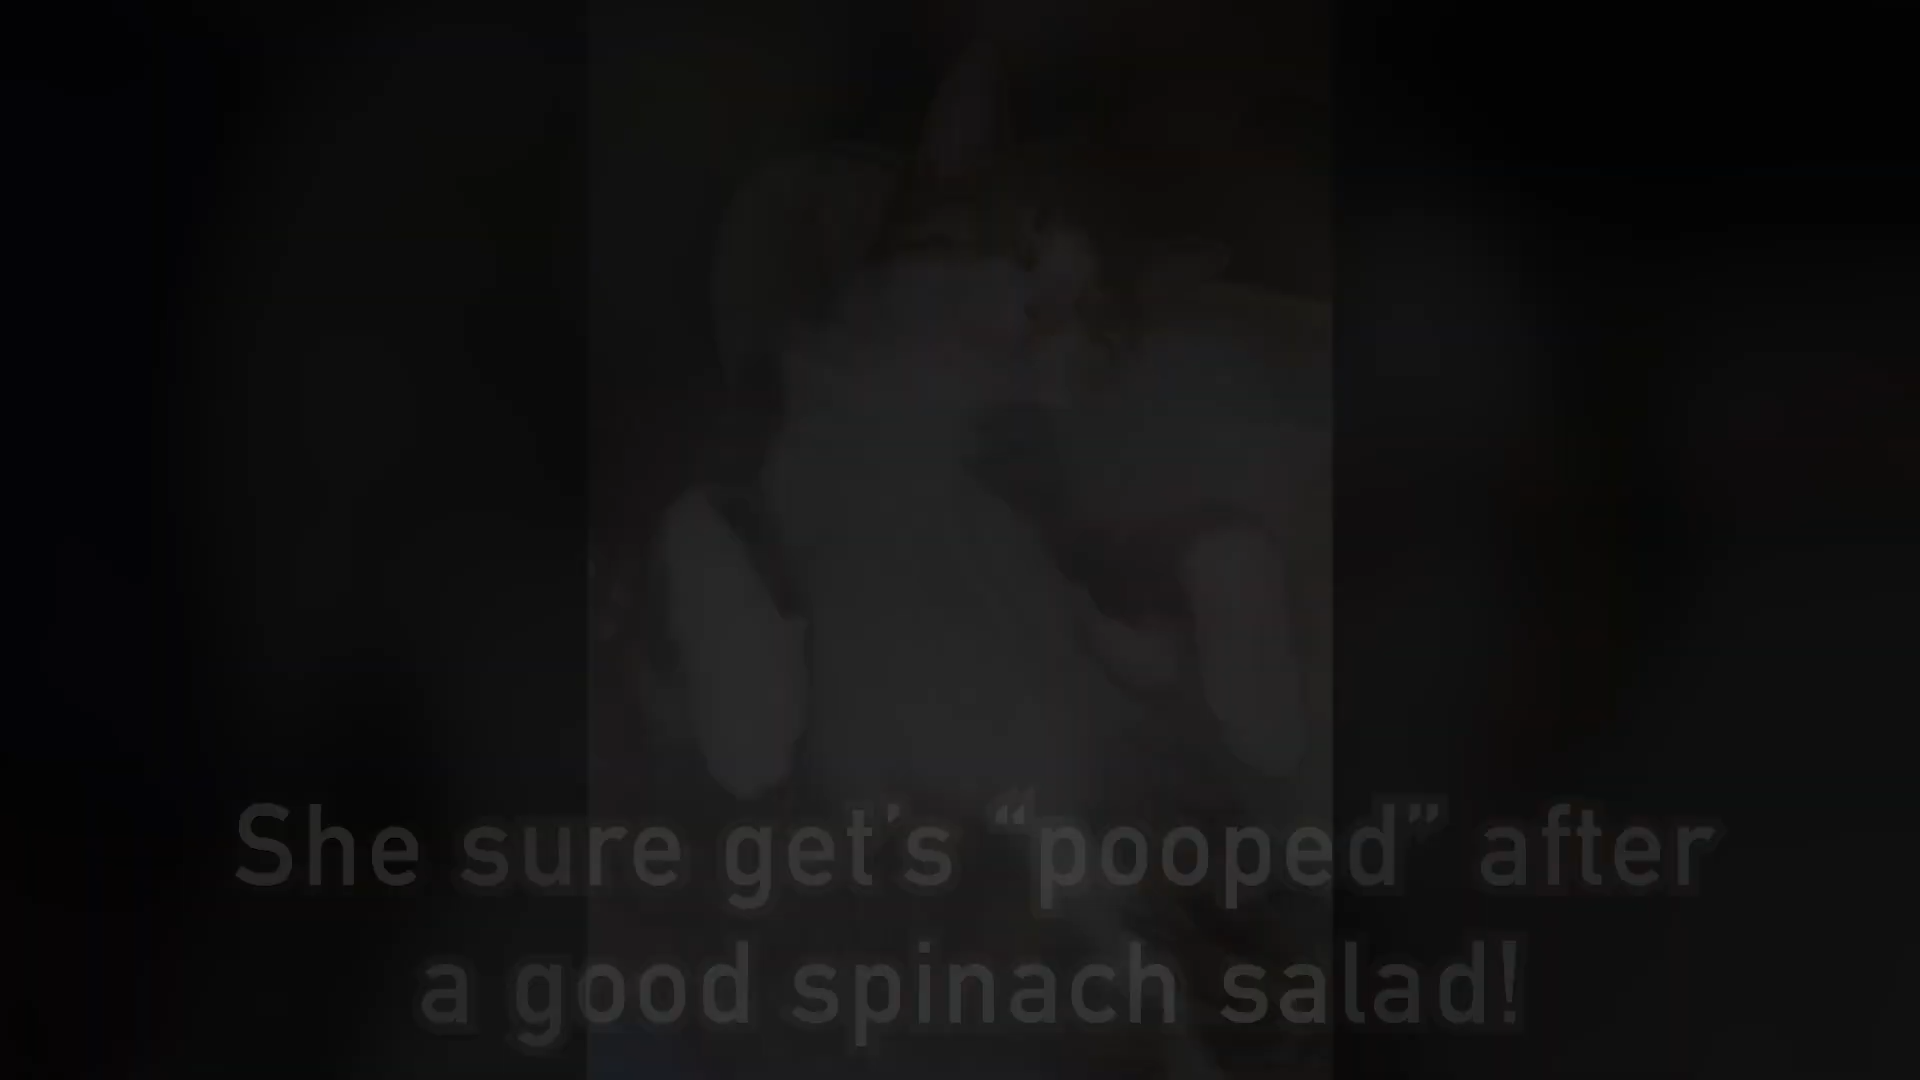 She sure get's “pooped” after
a good spinach salad!